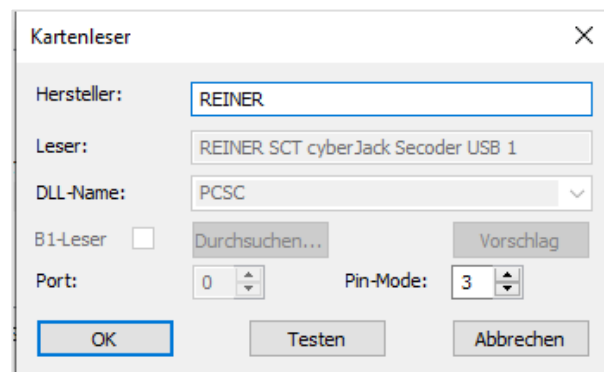 Kartenleser
Hersteller: REINER
Leser: REINER SCT cyberJack Secoder USB 1
DLL-Name: PCSC
B1-Leser Durchsuchen... Vorschlag
Port: 0 Pin-Mode: 3
OK Testen Abbrechen